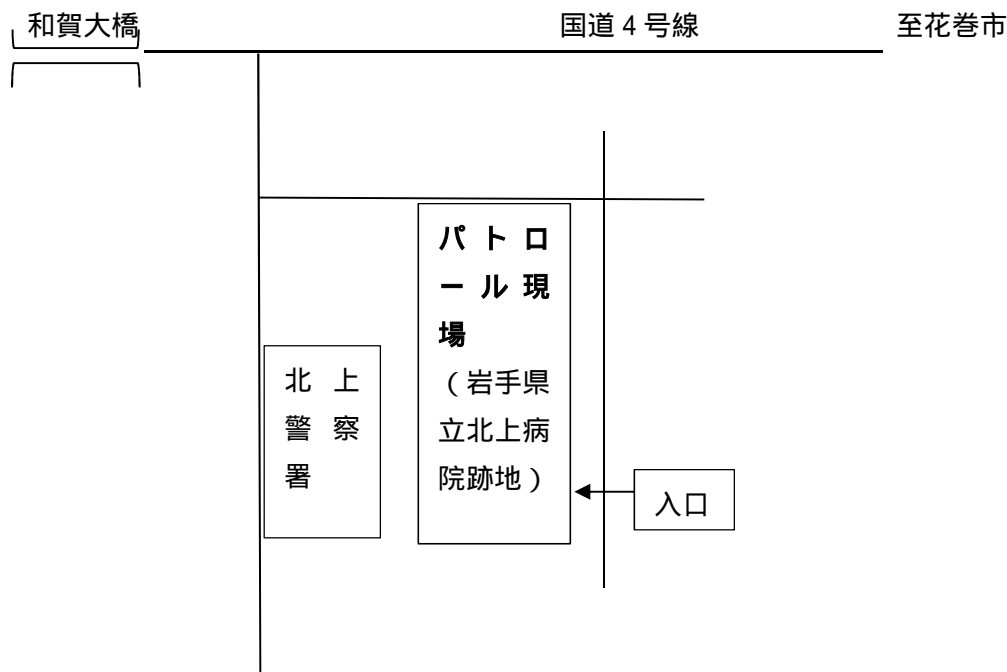 和賀大橋
国道４号線
至花巻市
パトロ
ール現
場
（岩手県
立北上病
院跡地）
北上
警察
署
入口